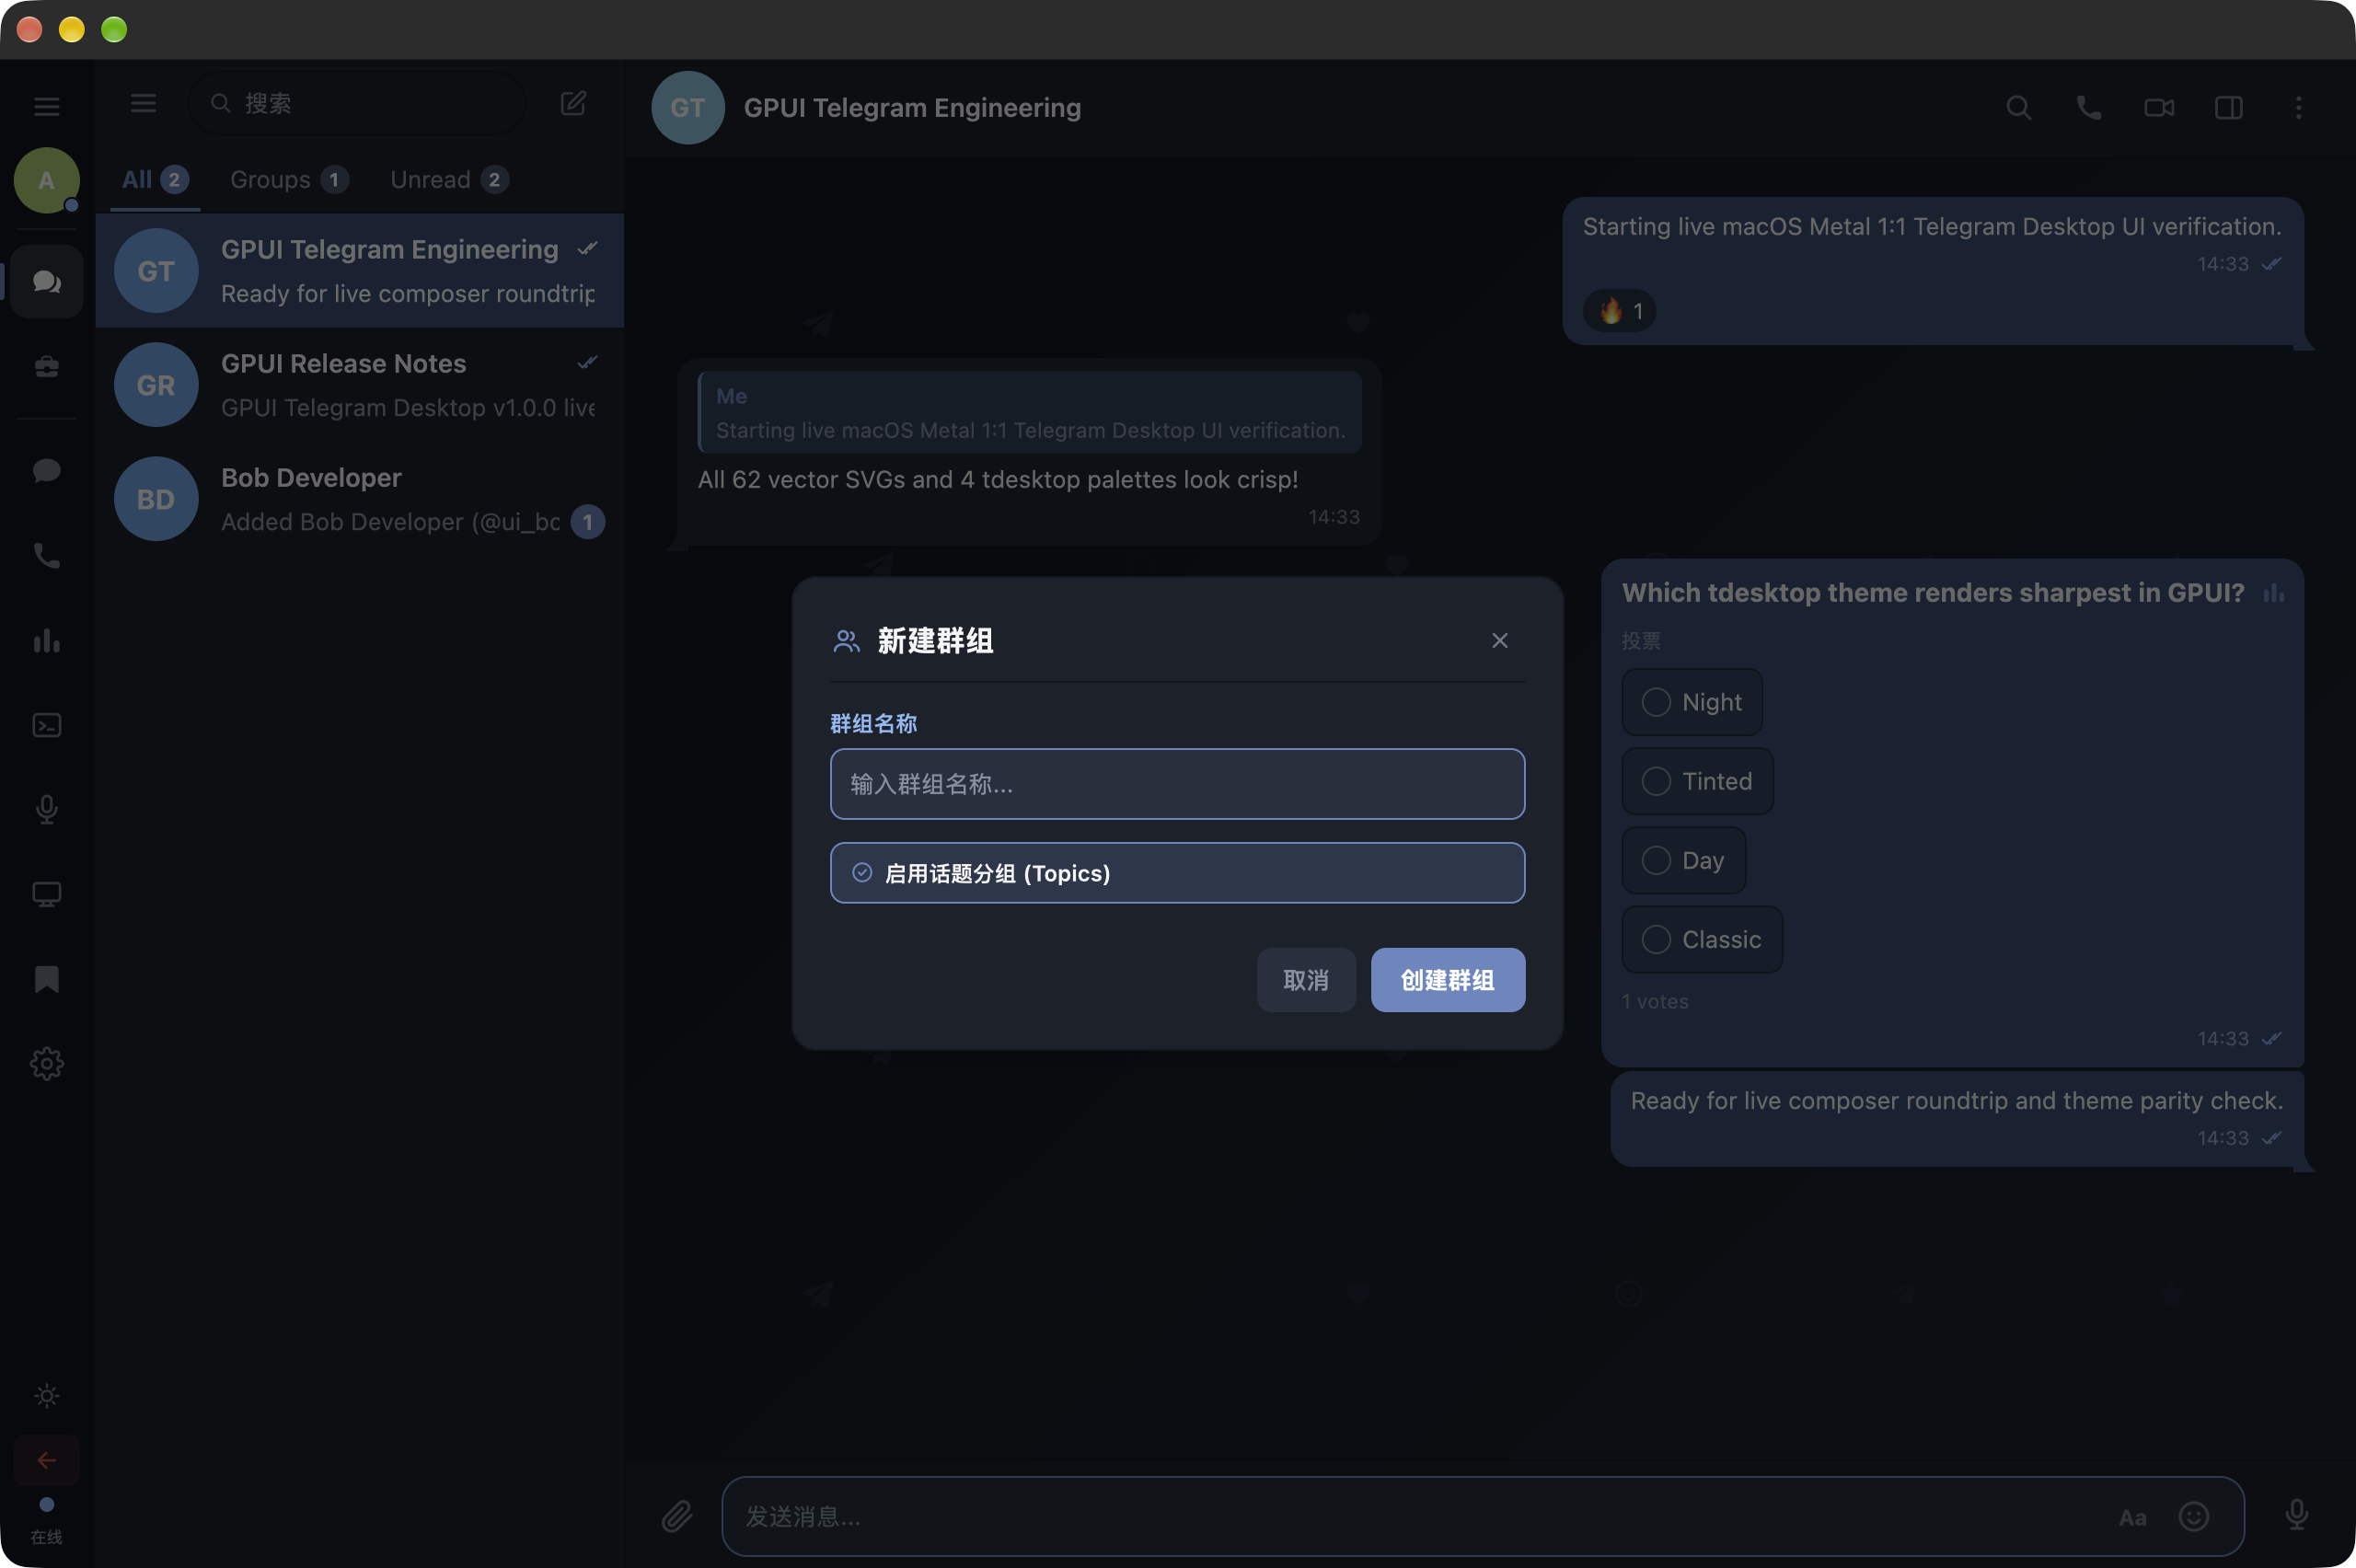 搜索
A
All 2
Groups 1
Unread 2
GT
GPUI Telegram Engineering
Ready for live composer roundtrip
GR
GPUI Release Notes
GPUI Telegram Desktop v1.0.0 live
BD
Bob Developer
Added Bob Developer (@ui_bo
1
在线
GT
GPUI Telegram Engineering
Starting live macOS Metal 1:1 Telegram Desktop UI verification.
14:33
🔥 1
Me
Starting live macOS Metal 1:1 Telegram Desktop UI verification.
All 62 vector SVGs and 4 tdesktop palettes look crisp!
14:33
Which tdesktop theme renders sharpest in GPUI?
投票
Night
Tinted
Day
Classic
1 votes
14:33
Ready for live composer roundtrip and theme parity check.
14:33
新建群组
群组名称
输入群组名称...
启用话题分组 (Topics)
取消
创建群组
发送消息...
Aa